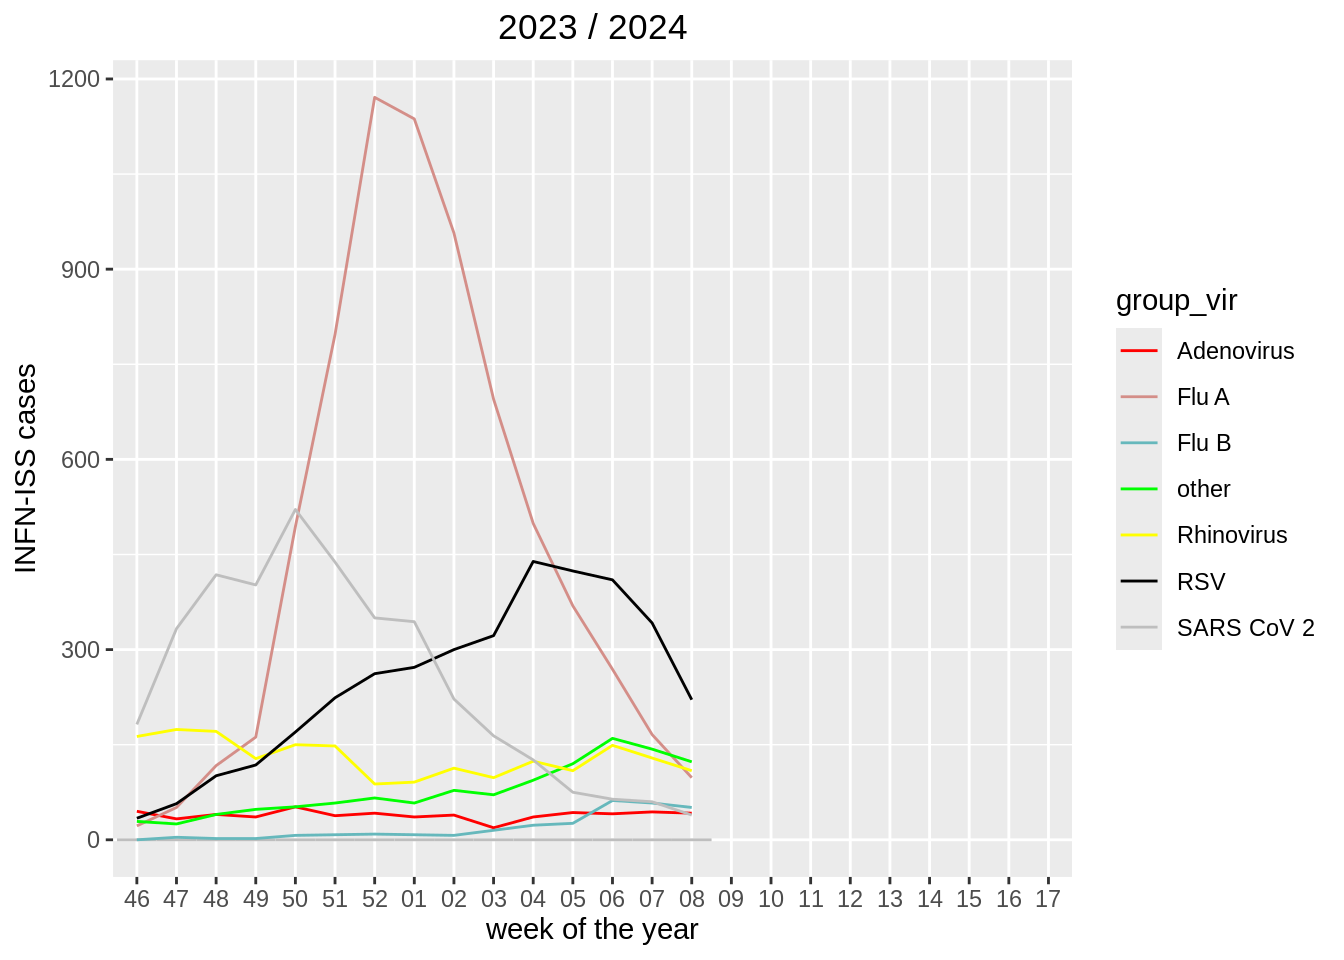 2023 / 2024
1200
900
600
300
0
INFN-ISS cases
46 47 48 49 50 51 52 01 02 03 04 05 06 07 08 09 10 11 12 13 14 15 16 17
week of the year
group_vir
Adenovirus
Flu A
Flu B
other
Rhinovirus
RSV
SARS CoV 2